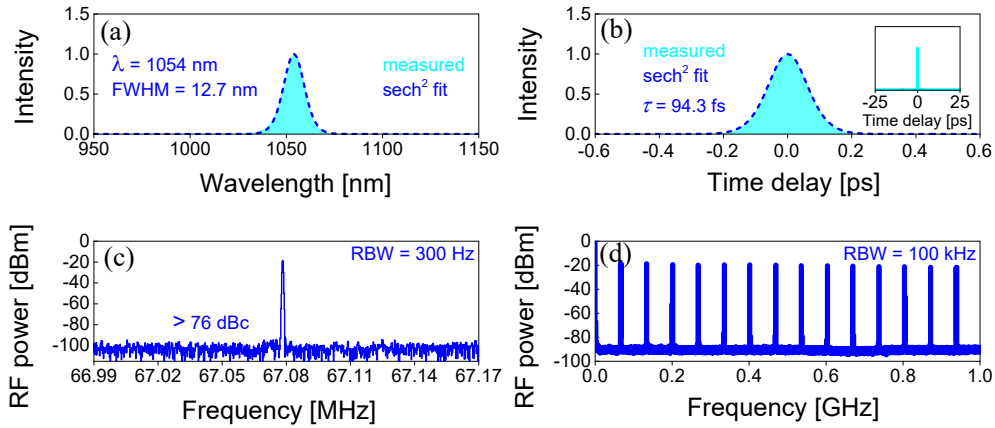 (a)
λ = 1054 nm
FWHM = 12.7 nm
measured
sech² fit
Intensity
1.5
1.0
0.5
0.0
950 1000 1050 1100 1150
Wavelength [nm]
(b)
measured
sech² fit
τ = 94.3 fs
Intensity
1.5
1.0
0.5
0.0
-0.6 -0.4 -0.2 0.0 0.2 0.4 0.6
Time delay [ps]
-25 0 25
Time delay [ps]
(c)
RBW = 300 Hz
> 76 dBc
RF power [dBm]
0
-20
-40
-60
-80
-100
66.99 67.02 67.05 67.08 67.11 67.14 67.17
Frequency [MHz]
(d)
RBW = 100 kHz
RF power [dBm]
0
-20
-40
-60
-80
-100
0.0 0.2 0.4 0.6 0.8 1.0
Frequency [GHz]